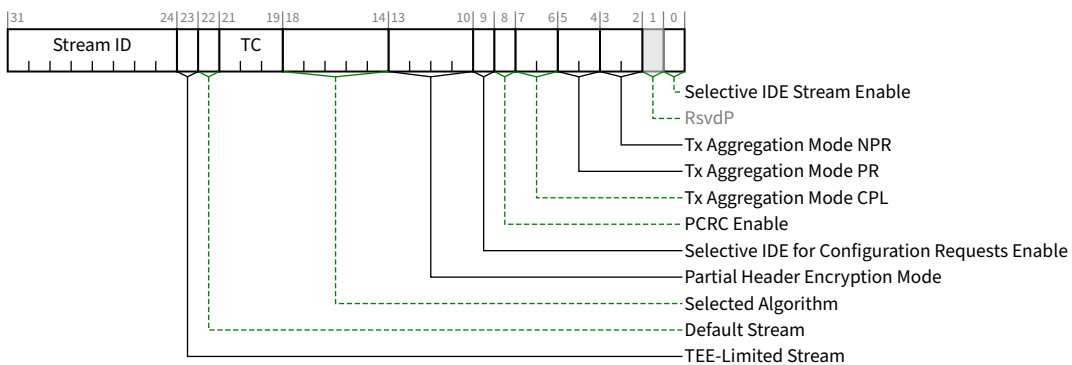 31 24 23 22 21 19 18 14 13 10 9 8 7 6 5 4 3 2 1 0
Stream ID TC
Selective IDE Stream Enable
RsvdP
Tx Aggregation Mode NPR
Tx Aggregation Mode PR
Tx Aggregation Mode CPL
PCRC Enable
Selective IDE for Configuration Requests Enable
Partial Header Encryption Mode
Selected Algorithm
Default Stream
TEE-Limited Stream